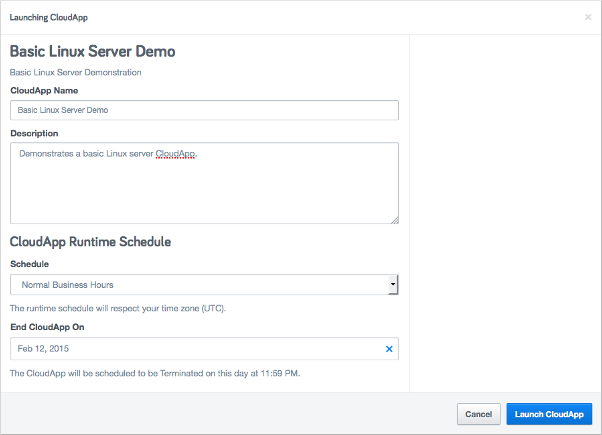 Launching CloudApp
Basic Linux Server Demo
Basic Linux Server Demonstration
CloudApp Name
Basic Linux Server Demo
Description
Demonstrates a basic Linux server CloudApp.
CloudApp Runtime Schedule
Schedule
Normal Business Hours
The runtime schedule will respect your time zone (UTC).
End CloudApp On
Feb 12, 2015
The CloudApp will be scheduled to be Terminated on this day at 11:59 PM.
Cancel
Launch CloudApp